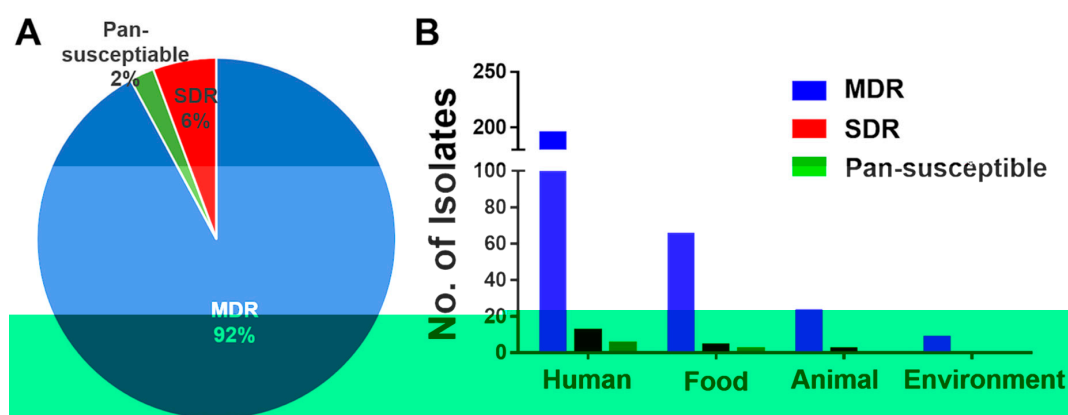 A
Pan-
susceptiable
2%
SDR
6%
MDR
92%
B
No. of Isolates
250
200
100
80
60
40
20
0
MDR
SDR
Pan-susceptible
Human Food Animal Environment